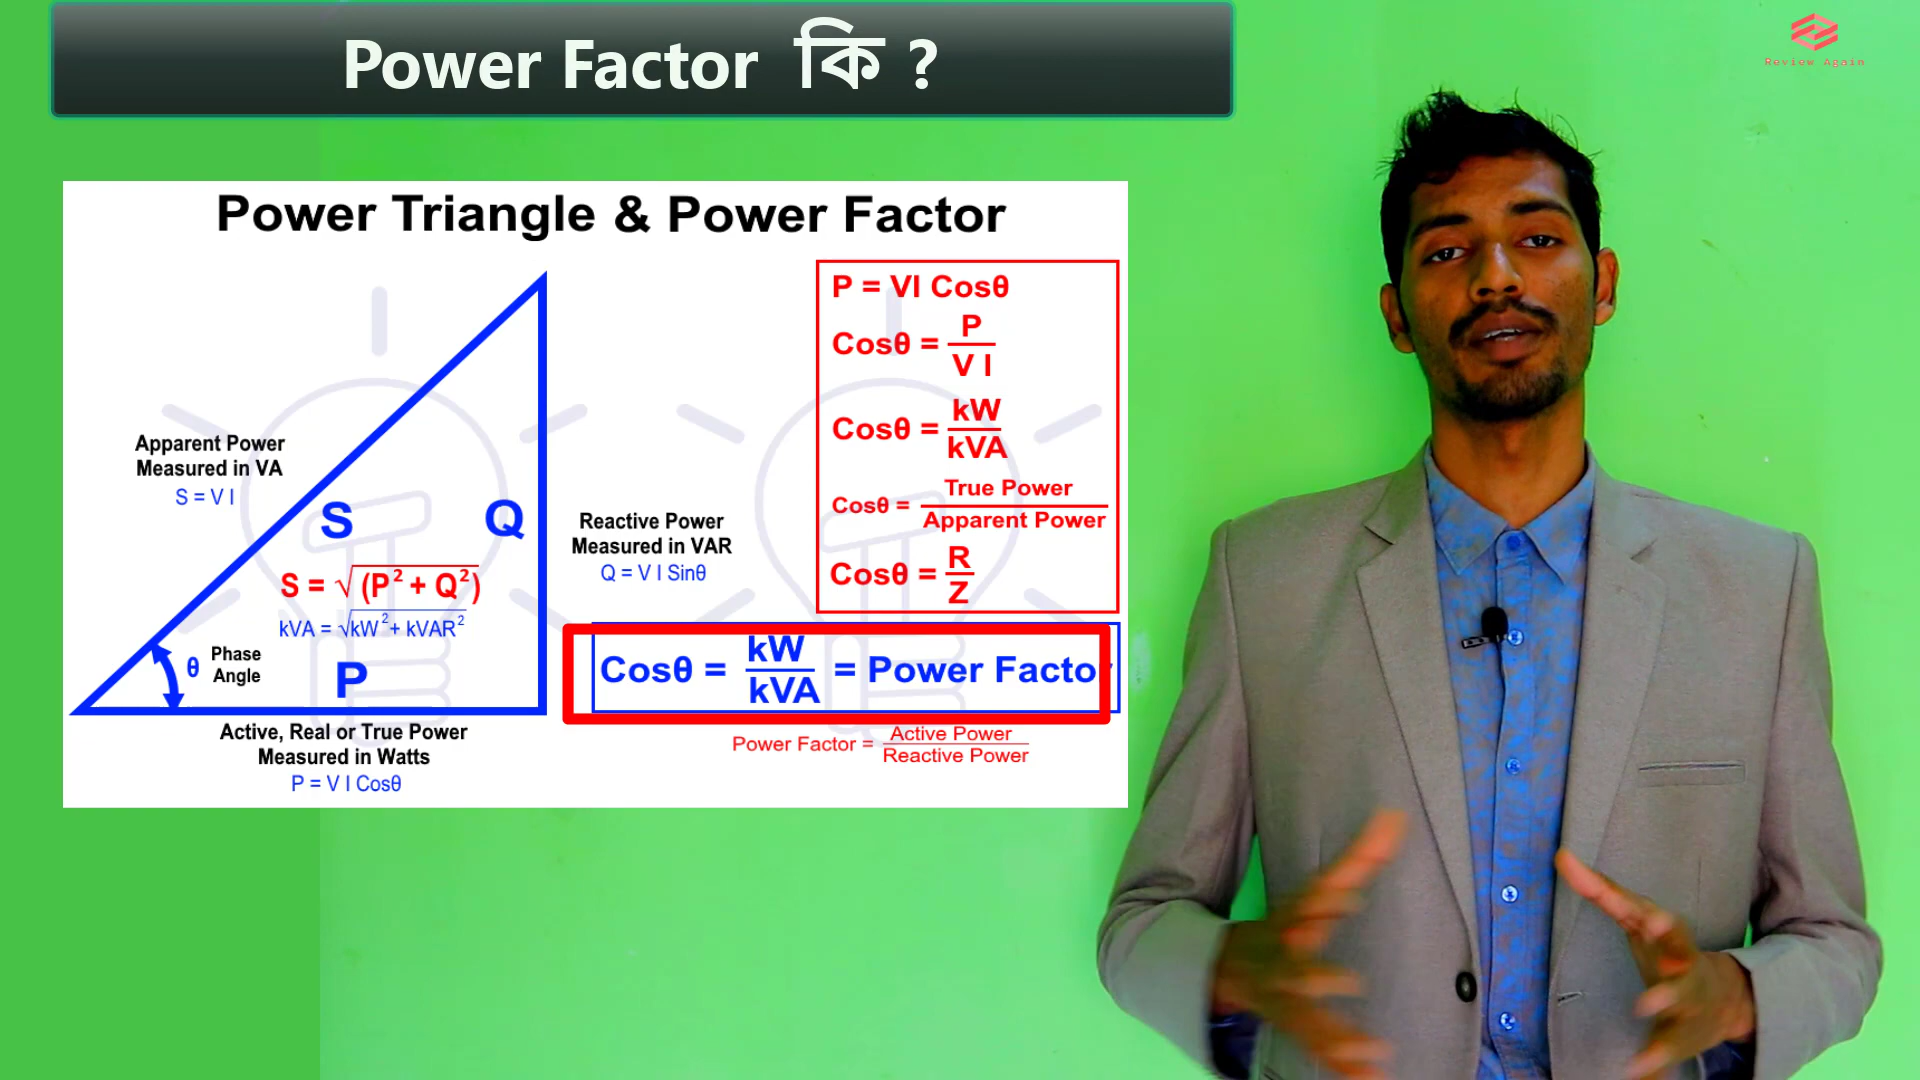 Power Factor কি ?
Review Again
Power Triangle & Power Factor
P = VI Cosθ
Cosθ = P
V I
Cosθ = kW
kVA
Cosθ = True Power
Apparent Power
Cosθ = R
Z
Apparent Power
Measured in VA
S = V I
S
Q
Reactive Power
Measured in VAR
Q = V I Sinθ
S = √(P² + Q²)
kVA = √kW² + kVAR²
θ
Phase
Angle
P
Active, Real or True Power
Measured in Watts
P = V I Cosθ
Cosθ = kW
kVA
= Power Factor
Power Factor = Active Power
Reactive Power